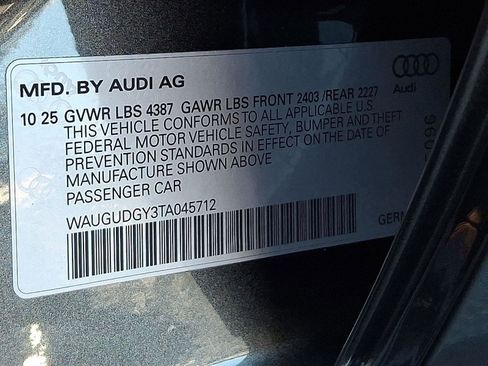 MFD. BY AUDI AG
Audi
10 25 GVWR LBS 4387 GAWR LBS FRONT 2403 /REAR 2227
THIS VEHICLE CONFORMS TO ALL APPLICABLE U.S.
FEDERAL MOTOR VEHICLE SAFETY, BUMPER AND THEFT
PREVENTION STANDARDS IN EFFECT ON THE DATE OF
MANUFACTURE SHOWN ABOVE
PASSENGER CAR
WAUGUDGY3TA045712